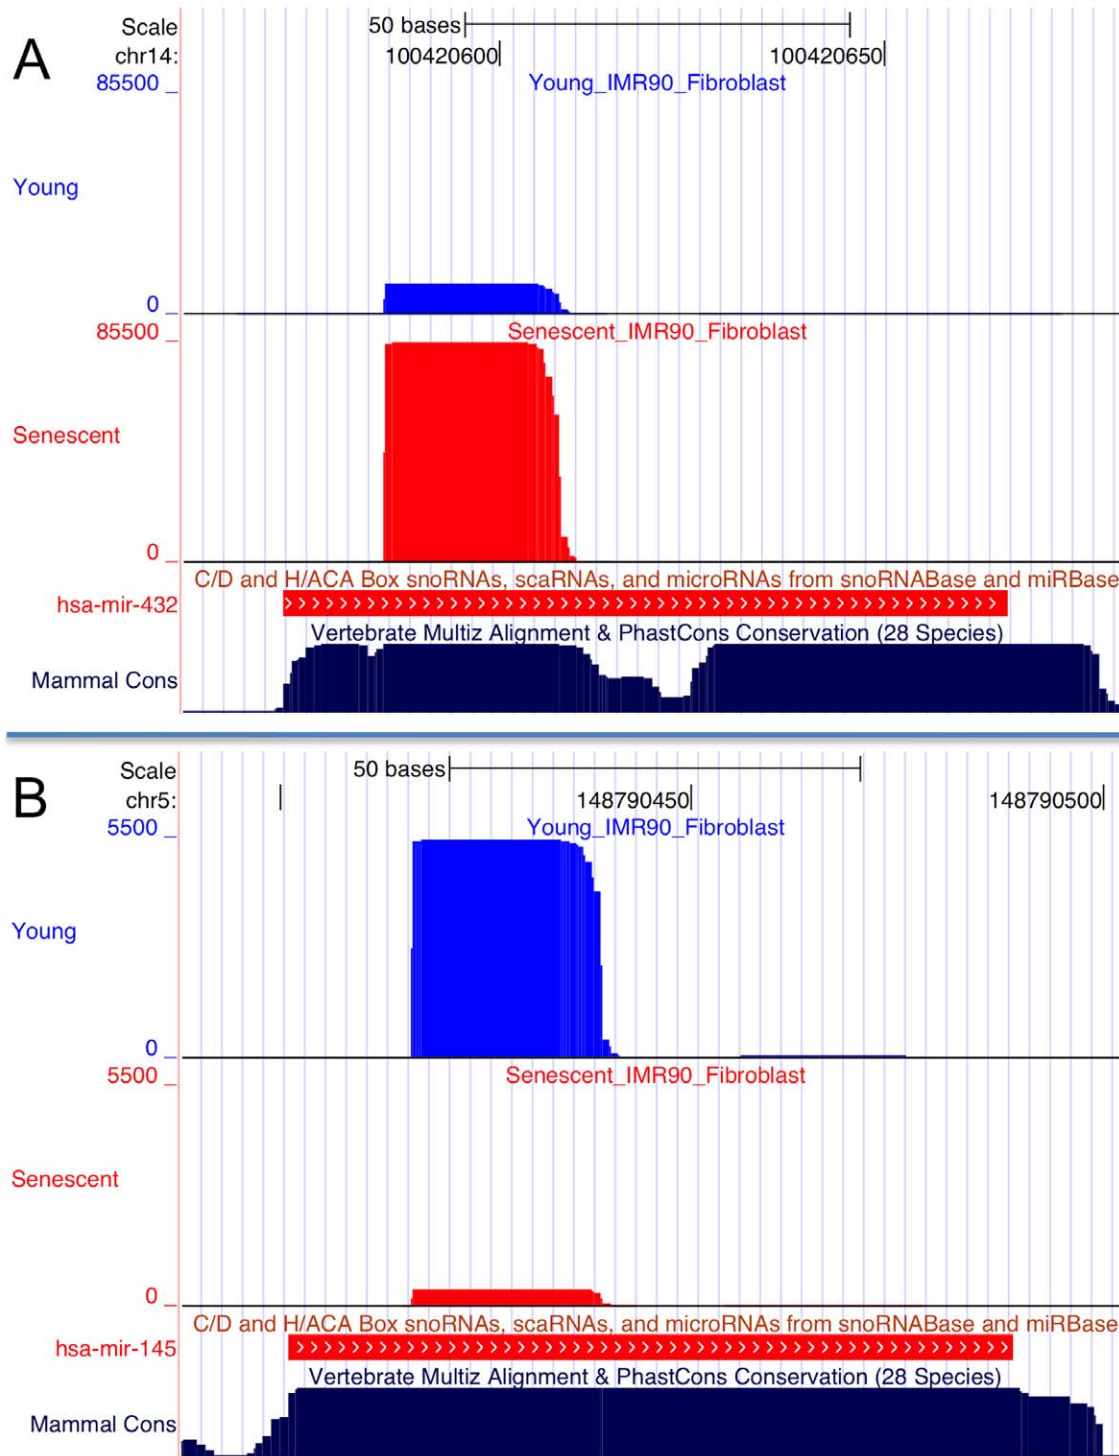 A
Scale 50 bases
chr14: 100420600 100420650
85500 Young_IMR90_Fibroblast
Young
0
85500 Senescent_IMR90_Fibroblast
Senescent
0
C/D and H/ACA Box snoRNAs, scaRNAs, and microRNAs from snoRNABase and miRBase
hsa-mir-432
Vertebrate Multiz Alignment & PhastCons Conservation (28 Species)
Mammal Cons
B
Scale 50 bases
chr5: 148790450 148790500
5500 Young_IMR90_Fibroblast
Young
0
5500 Senescent_IMR90_Fibroblast
Senescent
0
C/D and H/ACA Box snoRNAs, scaRNAs, and microRNAs from snoRNABase and miRBase
hsa-mir-145
Vertebrate Multiz Alignment & PhastCons Conservation (28 Species)
Mammal Cons